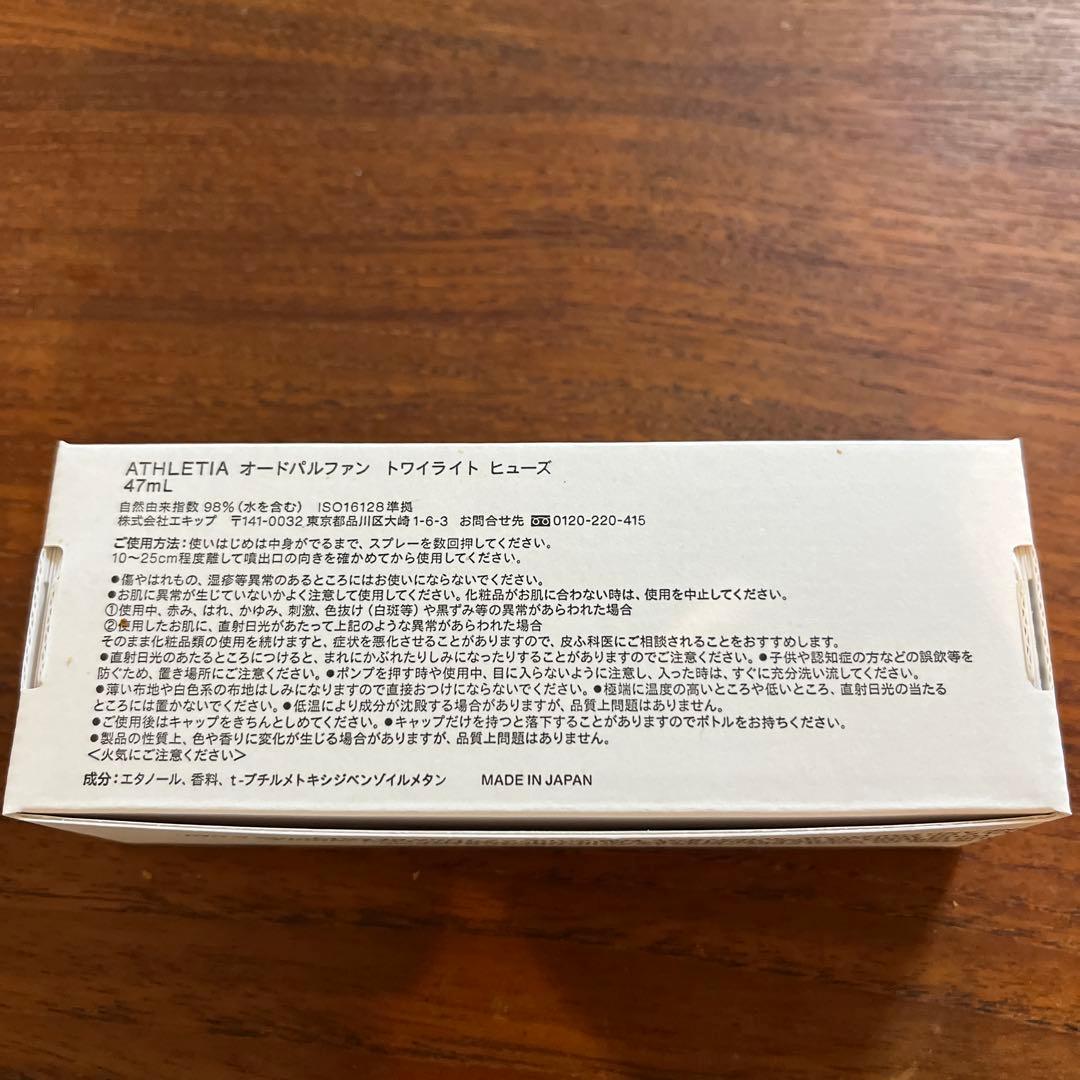 ATHLETIA オードパルファン トワイライト ヒューズ
47mL
自然由来指数 98%(水を含む) ISO16128準拠
株式会社エキップ 〒141-0032 東京都品川区大崎1-6-3 お問合せ先 0120-220-415
ご使用方法:使いはじめは中身がでるまで、スプレーを数回押してください。
10〜25cm程度離して噴出口の向きを確かめてから使用してください。
●傷やはれもの、湿疹等異常のあるところにはお使いにならないでください。
●お肌に異常が生じていないかよく注意して使用してください。化粧品がお肌に合わない時は、使用を中止してください。
①使用中、赤み、はれ、かゆみ、刺激、色抜け(白斑等)や黒ずみ等の異常があらわれた場合
②使用したお肌に、直射日光があたって上記のような異常があらわれた場合
そのまま化粧品類の使用を続けますと、症状を悪化させることがありますので、皮ふ科医にご相談されることをおすすめします。
●直射日光のあたるところにつけると、まれにかぶれたりしみになったりすることがありますのでご注意ください。●子供や認知症の方などの誤飲等を
防ぐため、置き場所にご注意ください。●ポンプを押す時や使用中、目に入らないように注意し、入った時は、すぐに充分洗い流してください。
●薄い布地や白色系の布地はしみになりますので直接おつけにならないでください。●極端に温度の高いところや低いところ、直射日光の当たる
ところには置かないでください。●低温により成分が沈殿する場合がありますが、品質上問題はありません。
●ご使用後はキャップをきちんとしめてください。●キャップだけを持つと落下することがありますのでボトルをお持ちください。
●製品の性質上、色や香りに変化が生じる場合がありますが、品質上問題はありません。
<火気にご注意ください>
成分:エタノール、香料、t-ブチルメトキシジベンゾイルメタン MADE IN JAPAN